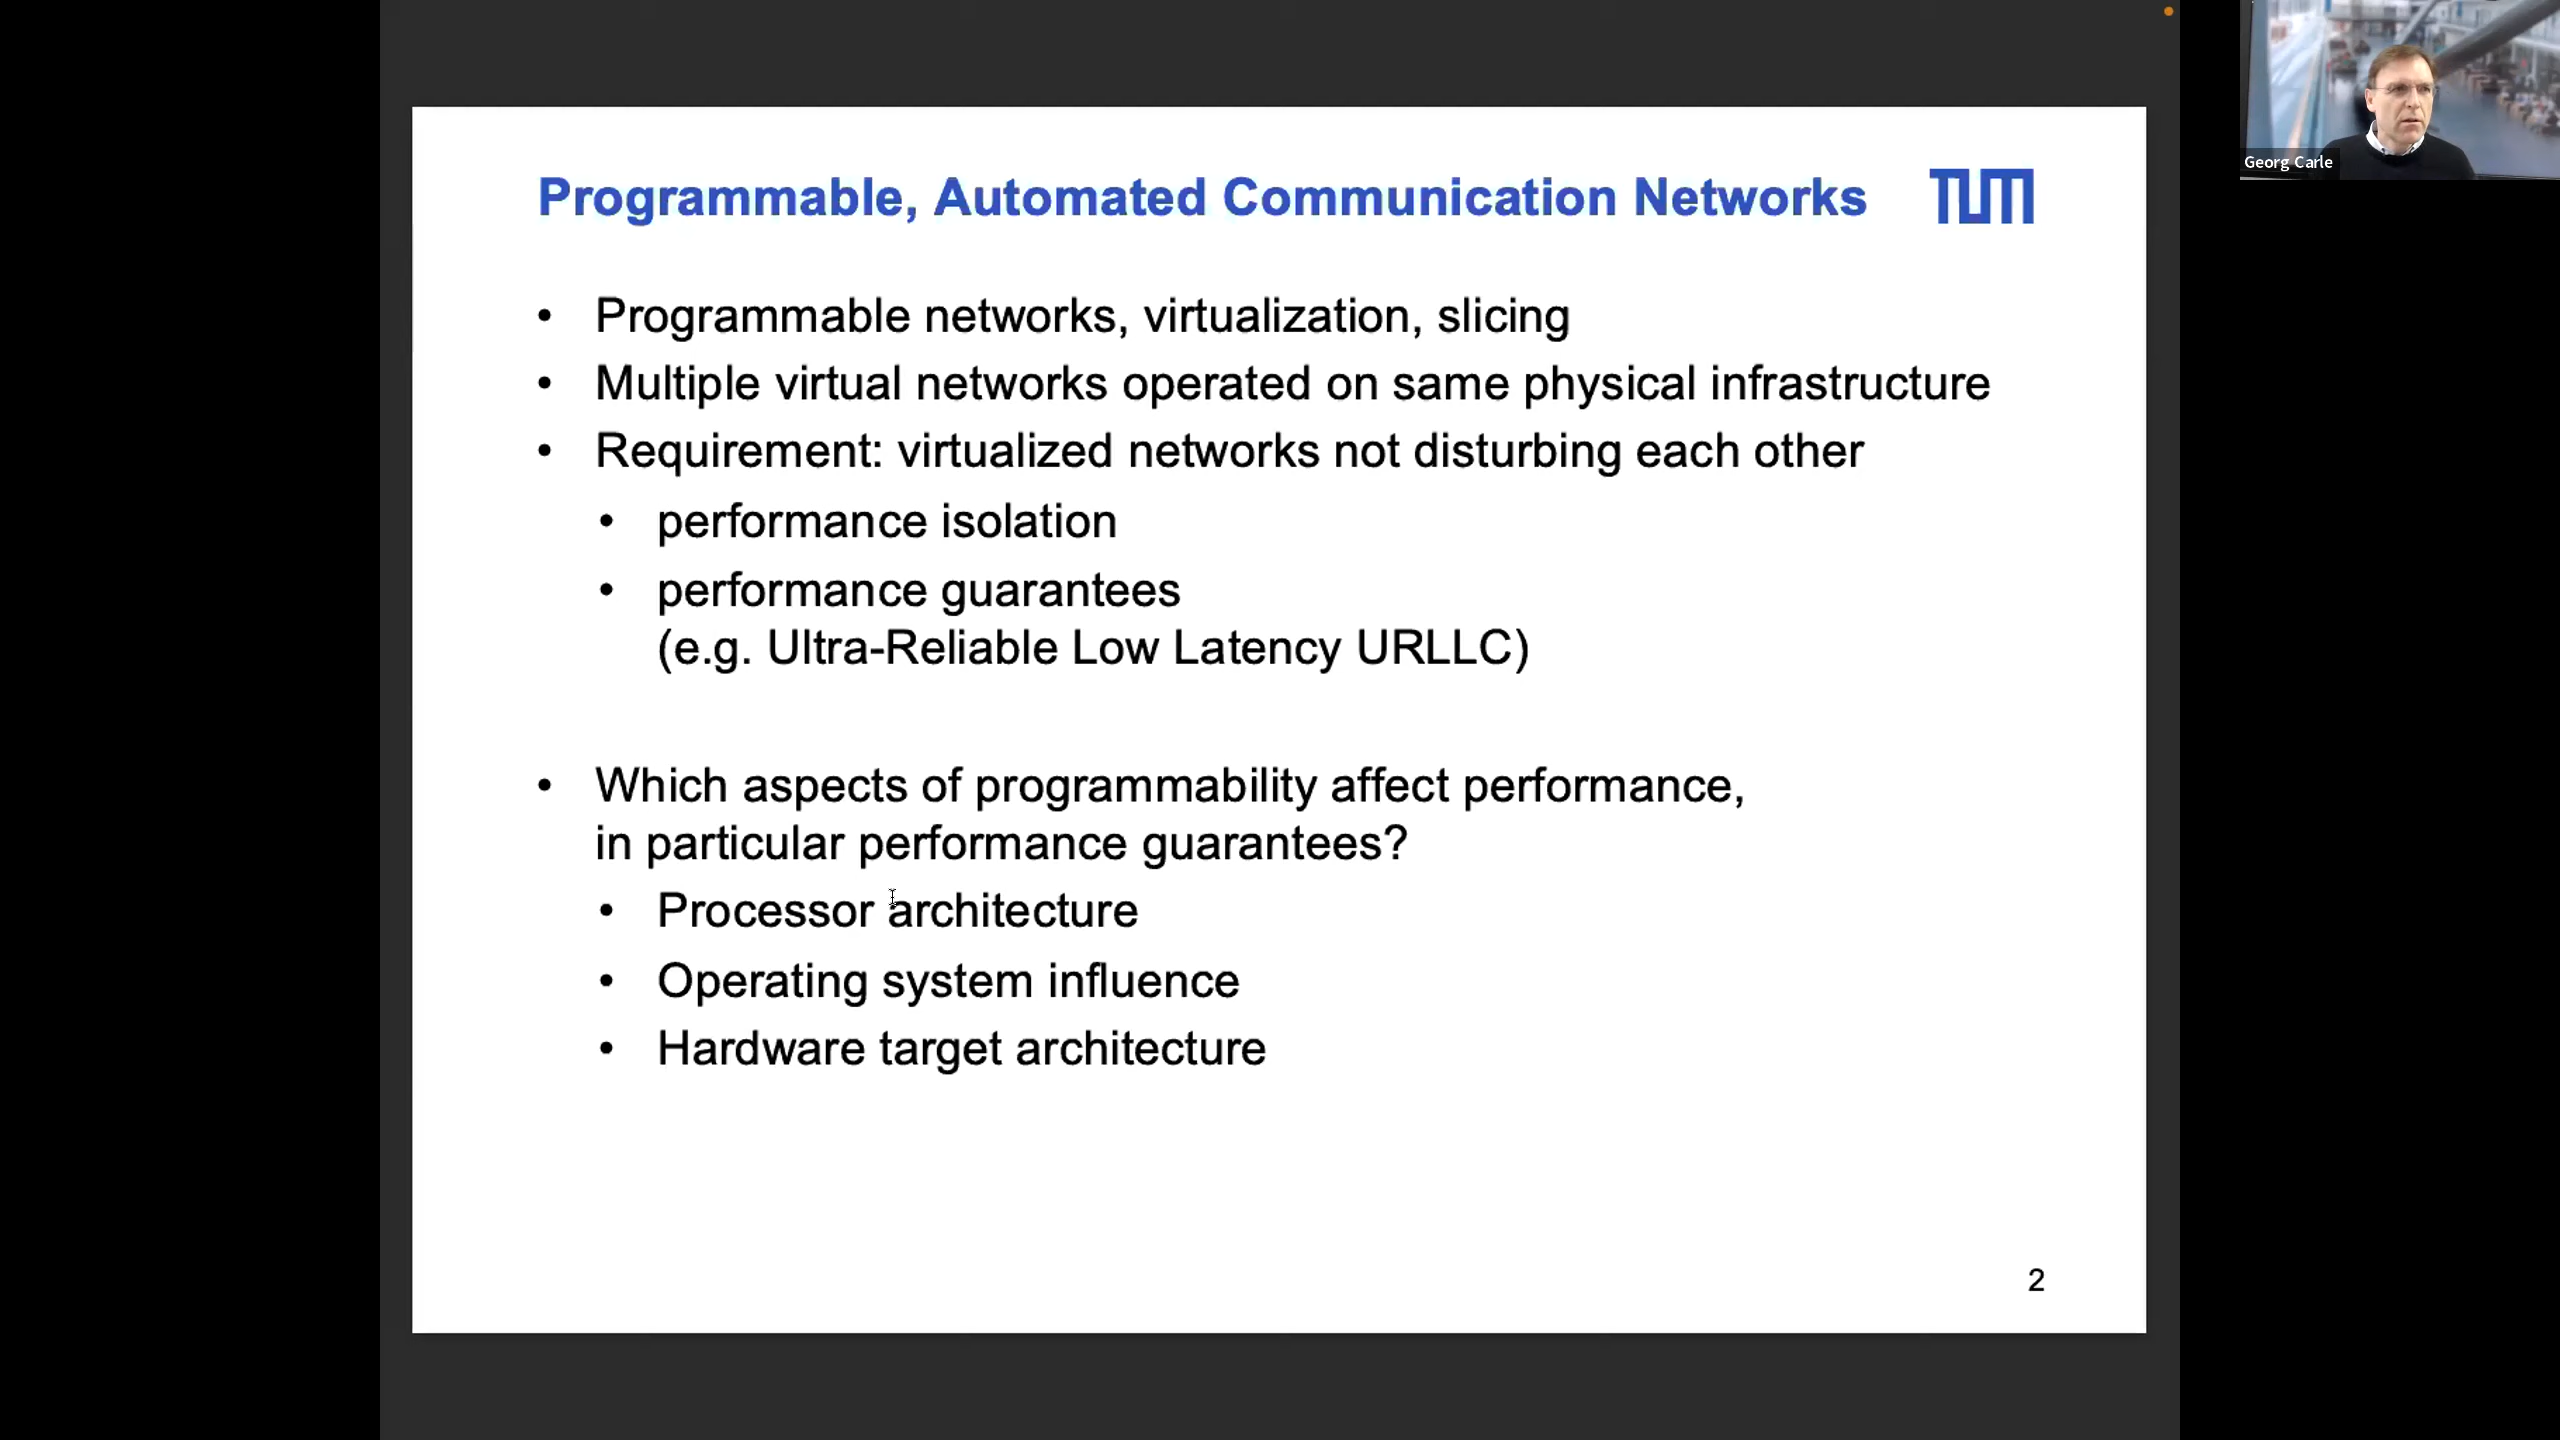 Programmable, Automated Communication Networks
TUM
• Programmable networks, virtualization, slicing
• Multiple virtual networks operated on same physical infrastructure
• Requirement: virtualized networks not disturbing each other
• performance isolation
• performance guarantees
(e.g. Ultra-Reliable Low Latency URLLC)
• Which aspects of programmability affect performance,
in particular performance guarantees?
• Processor architecture
• Operating system influence
• Hardware target architecture
2
Georg Carle